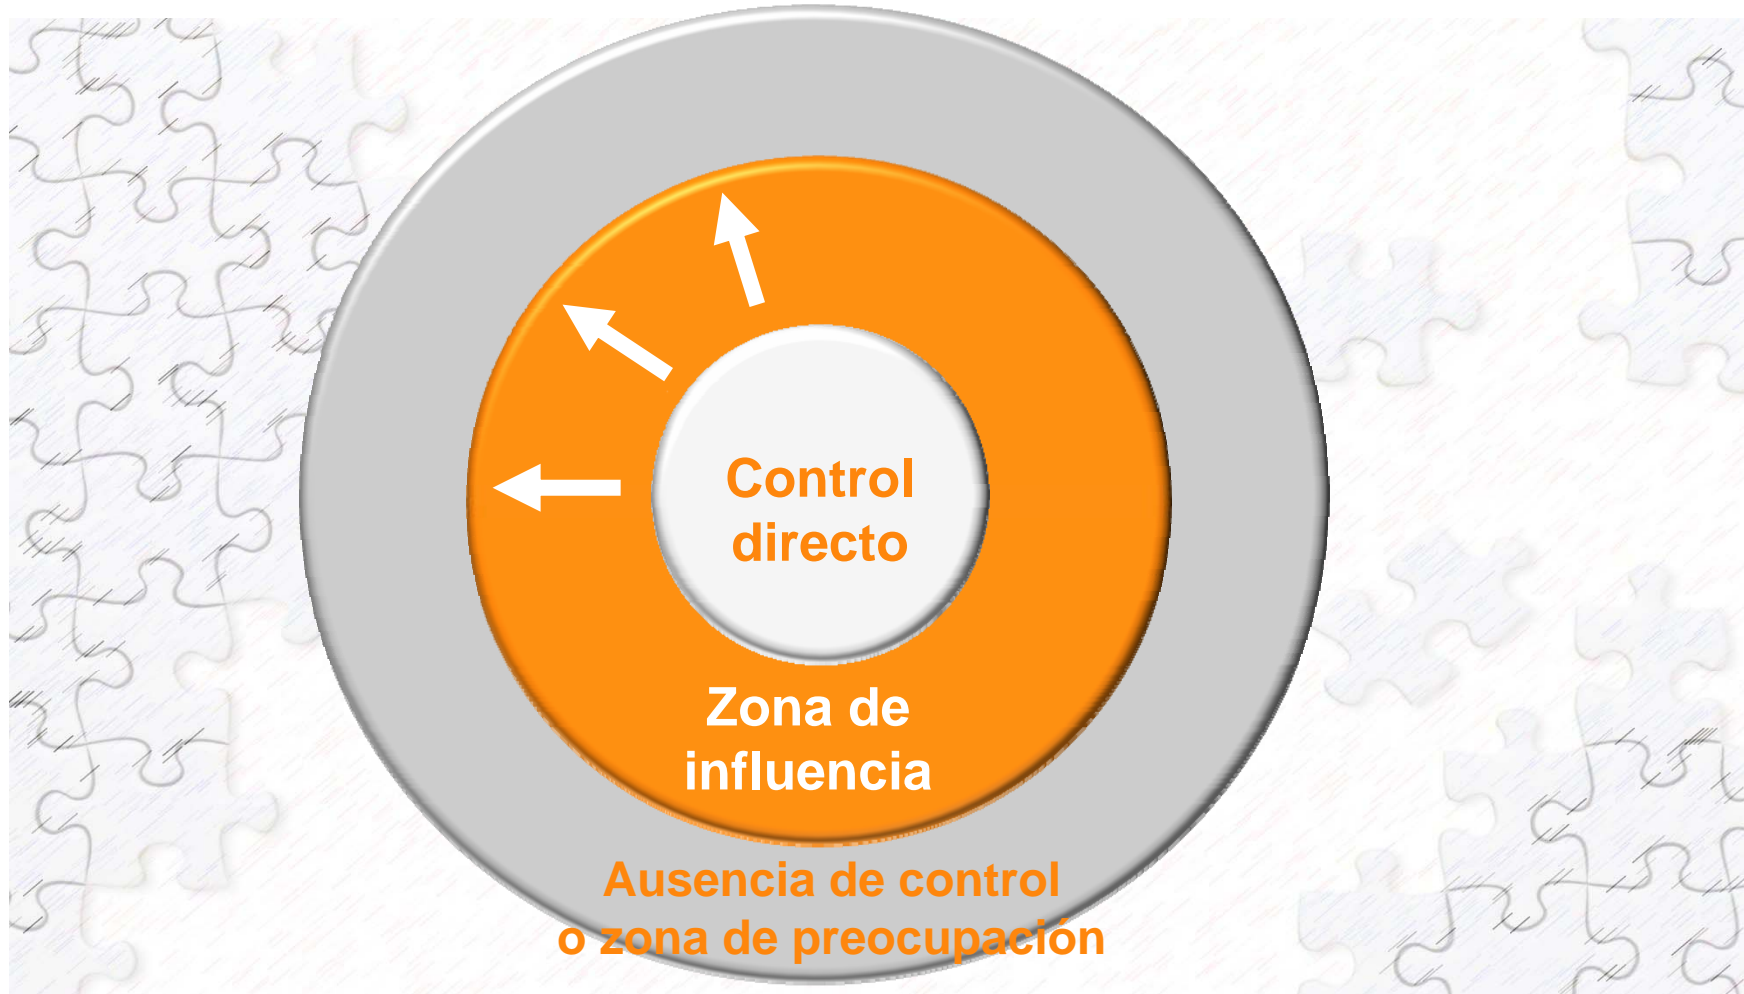 Control
directo
Zona de
influencia
Ausencia de control
o zona de preocupación